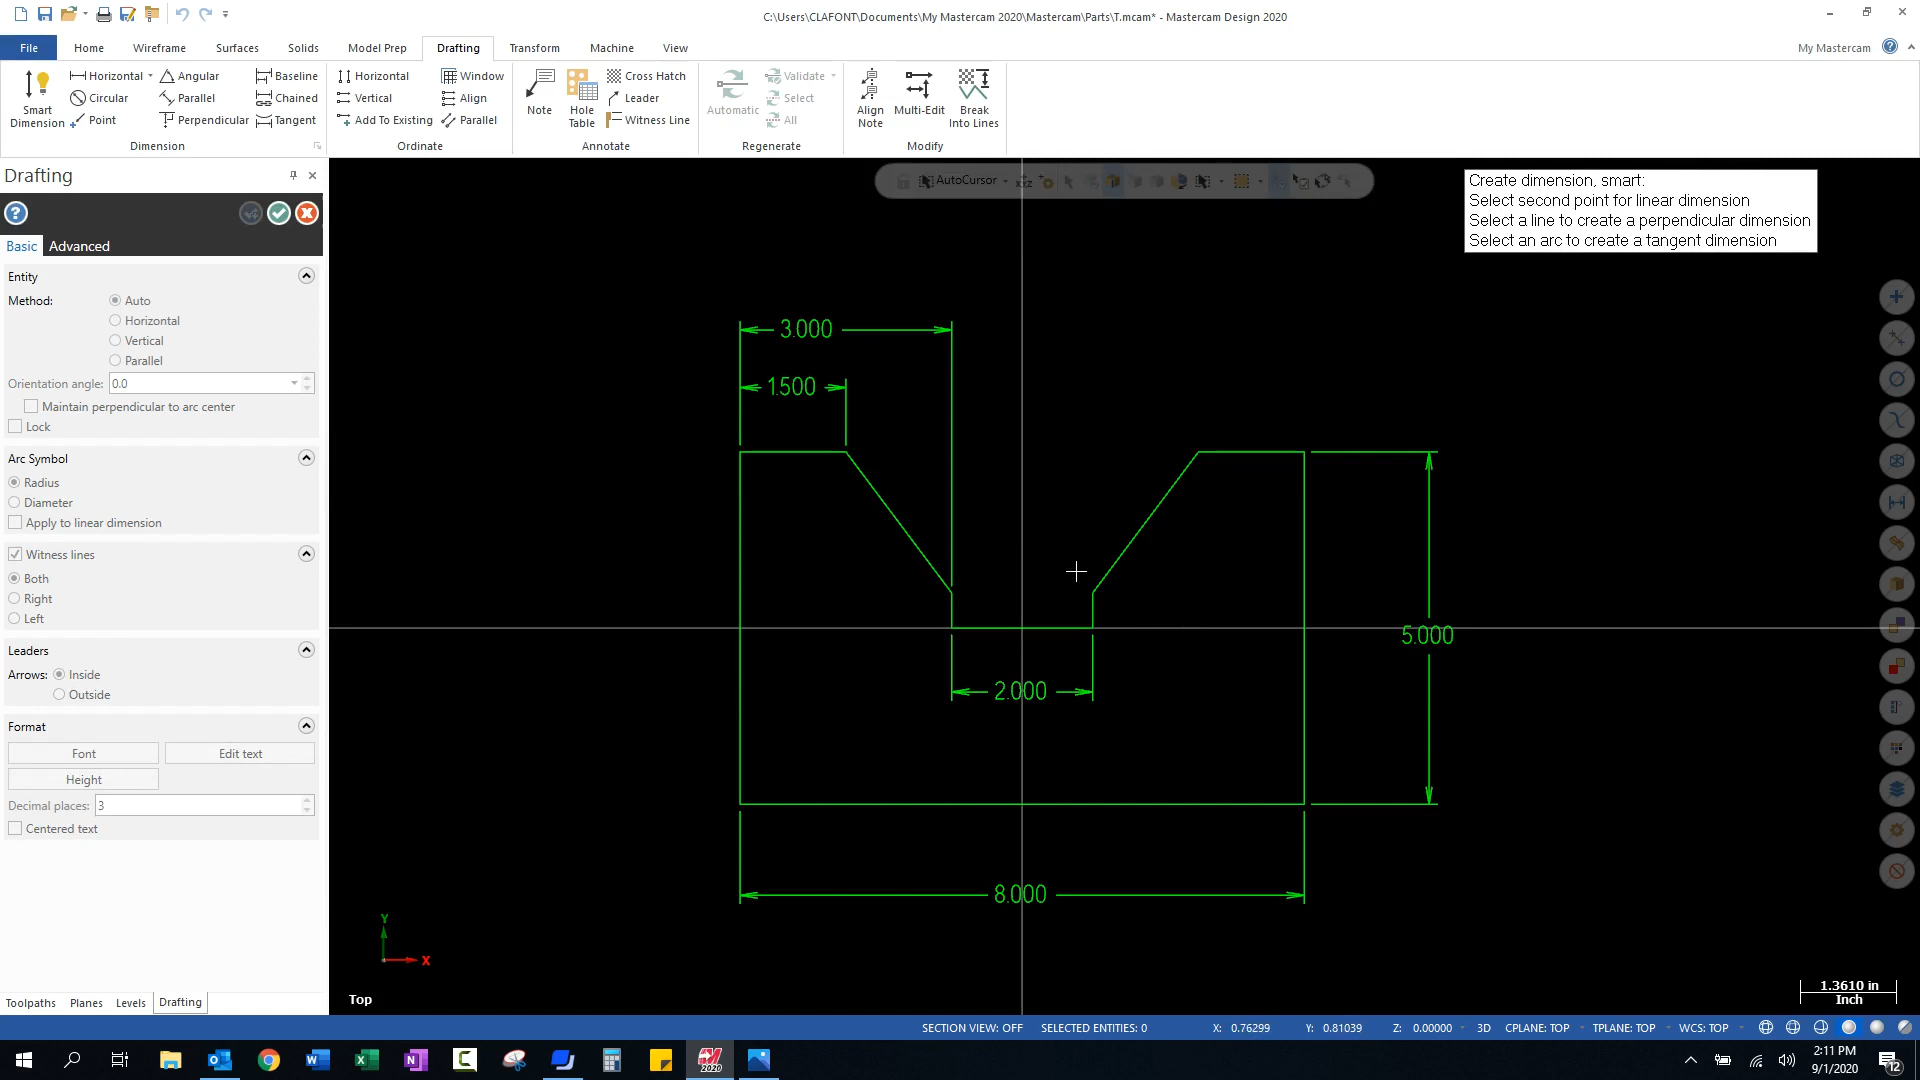 C:\Users\CLAFONT\Documents\My Mastercam 2020\Mastercam\Parts\T.mcam* - Mastercam Design 2020
File Home Wireframe Surfaces Solids Model Prep Drafting Transform Machine View My Mastercam
Smart Dimension
Horizontal Angular Baseline
Circular Parallel Chained
Point Perpendicular Tangent
Dimension
Horizontal Window
Vertical Align
Add To Existing Parallel
Ordinate
Note
Hole Table
Cross Hatch
Leader
Witness Line
Annotate
Automatic
Validate
Select
All
Regenerate
Align Note
Multi-Edit
Break Into Lines
Modify
Drafting
Basic Advanced
Entity
Method: Auto
Horizontal
Vertical
Parallel
Orientation angle: 0.0
Maintain perpendicular to arc center
Lock
Arc Symbol
Radius
Diameter
Apply to linear dimension
Witness lines
Both
Right
Left
Leaders
Arrows: Inside
Outside
Format
Font Edit text
Height
Decimal places: 3
Centered text
Toolpaths Planes Levels Drafting
AutoCursor
XYZ
Create dimension, smart:
Select second point for linear dimension
Select a line to create a perpendicular dimension
Select an arc to create a tangent dimension
3.000
1.500
5.000
2.000
8.000
Y
X
Top
1.3610 in
Inch
SECTION VIEW: OFF SELECTED ENTITIES: 0 X: 0.76299 Y: 0.81039 Z: 0.00000 3D CPLANE: TOP TPLANE: TOP WCS: TOP
2:11 PM
9/1/2020
2020
12